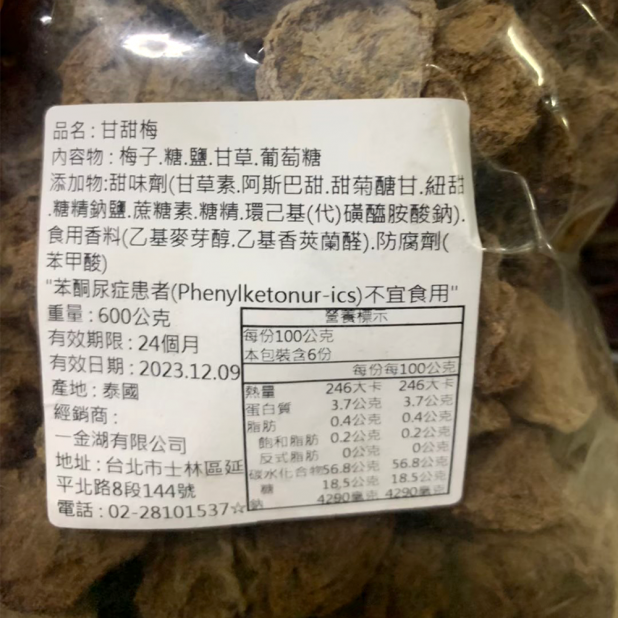 品名:甘甜梅
內容物:梅子.糖.鹽.甘草.葡萄糖
添加物:甜味劑(甘草素.阿斯巴甜.甜菊醣甘.紐甜
.糖精鈉鹽.蔗糖素.糖精.環己基(代)磺醯胺酸鈉).
食用香料(乙基麥芽醇.乙基香莢蘭醛).防腐劑(
苯甲酸)
"苯酮尿症患者(Phenylketonur-ics)不宜食用"
重量:600公克
有效期限:24個月
有效日期:2023.12.09
產地:泰國
經銷商:
一金湖有限公司
地址:台北市士林區延
平北路8段144號
電話:02-28101537☆
營養標示
每份100公克
本包裝含6份
每份每100公克
熱量 246大卡 246大卡
蛋白質 3.7公克 3.7公克
脂肪 0.4公克 0.4公克
飽和脂肪 0.2公克 0.2公克
反式脂肪 0公克 0公克
碳水化合物56.8公克 56.8公克
糖 18.5公克 18.5公克
鈉 4290毫克 4290毫克